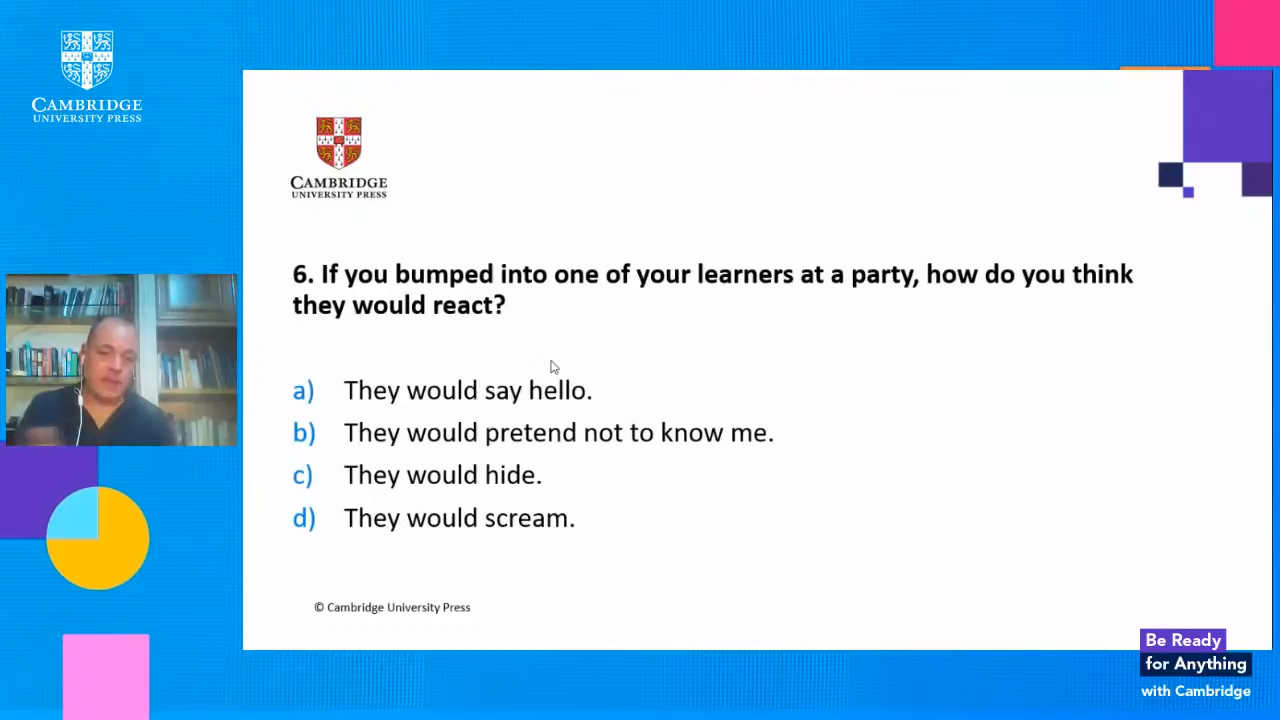 CAMBRIDGE
UNIVERSITY PRESS
CAMBRIDGE
UNIVERSITY PRESS
6. If you bumped into one of your learners at a party, how do you think
they would react?
a) They would say hello.
b) They would pretend not to know me.
c) They would hide.
d) They would scream.
© Cambridge University Press
Be Ready
for Anything
with Cambridge